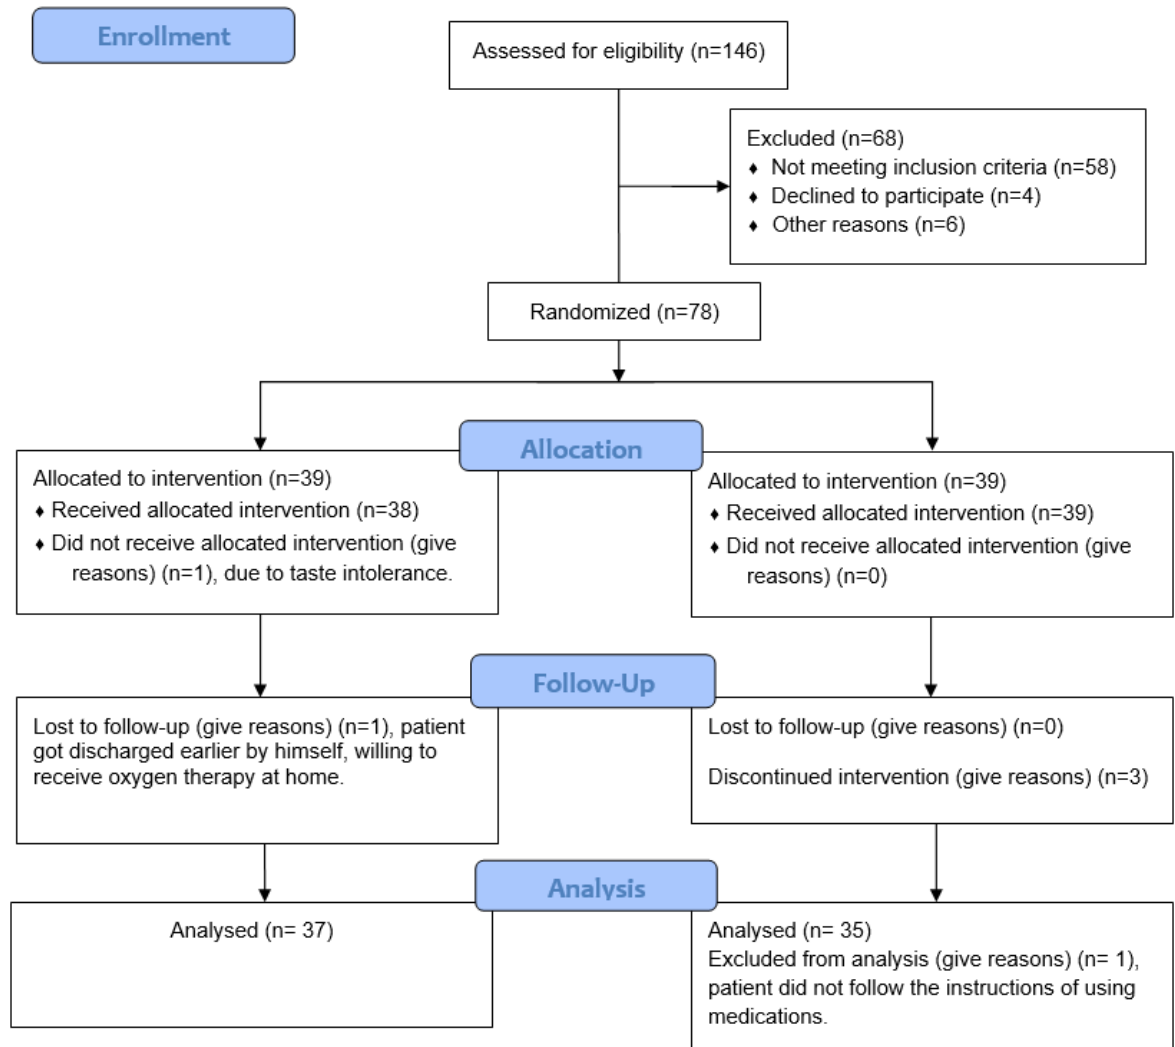 Enrollment
Assessed for eligibility (n=146)
Excluded (n=68)
♦ Not meeting inclusion criteria (n=58)
♦ Declined to participate (n=4)
♦ Other reasons (n=6)
Randomized (n=78)
Allocation
Allocated to intervention (n=39)
♦ Received allocated intervention (n=38)
♦ Did not receive allocated intervention (give
reasons) (n=1), due to taste intolerance.
Allocated to intervention (n=39)
♦ Received allocated intervention (n=39)
♦ Did not receive allocated intervention (give
reasons) (n=0)
Follow-Up
Lost to follow-up (give reasons) (n=1), patient
got discharged earlier by himself, willing to
receive oxygen therapy at home.
Lost to follow-up (give reasons) (n=0)
Discontinued intervention (give reasons) (n=3)
Analysis
Analysed (n= 37)
Analysed (n= 35)
Excluded from analysis (give reasons) (n= 1),
patient did not follow the instructions of using
medications.